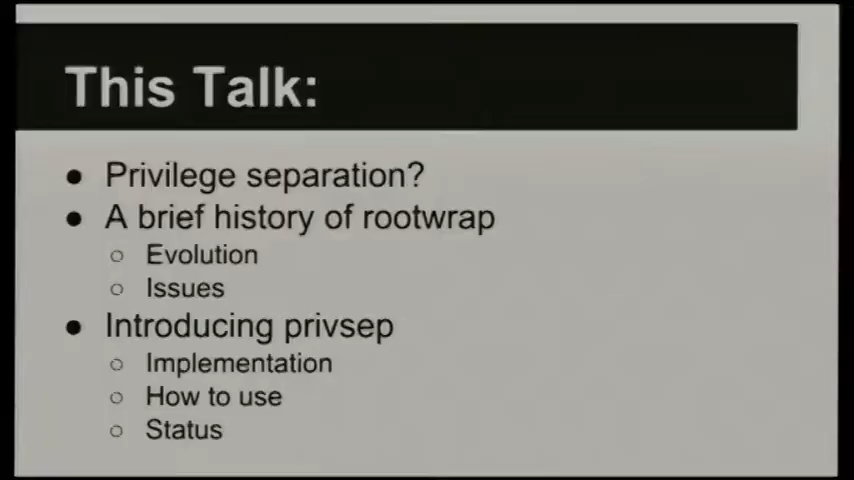 This Talk:
● Privilege separation?
● A brief history of rootwrap
○ Evolution
○ Issues
● Introducing privsep
○ Implementation
○ How to use
○ Status